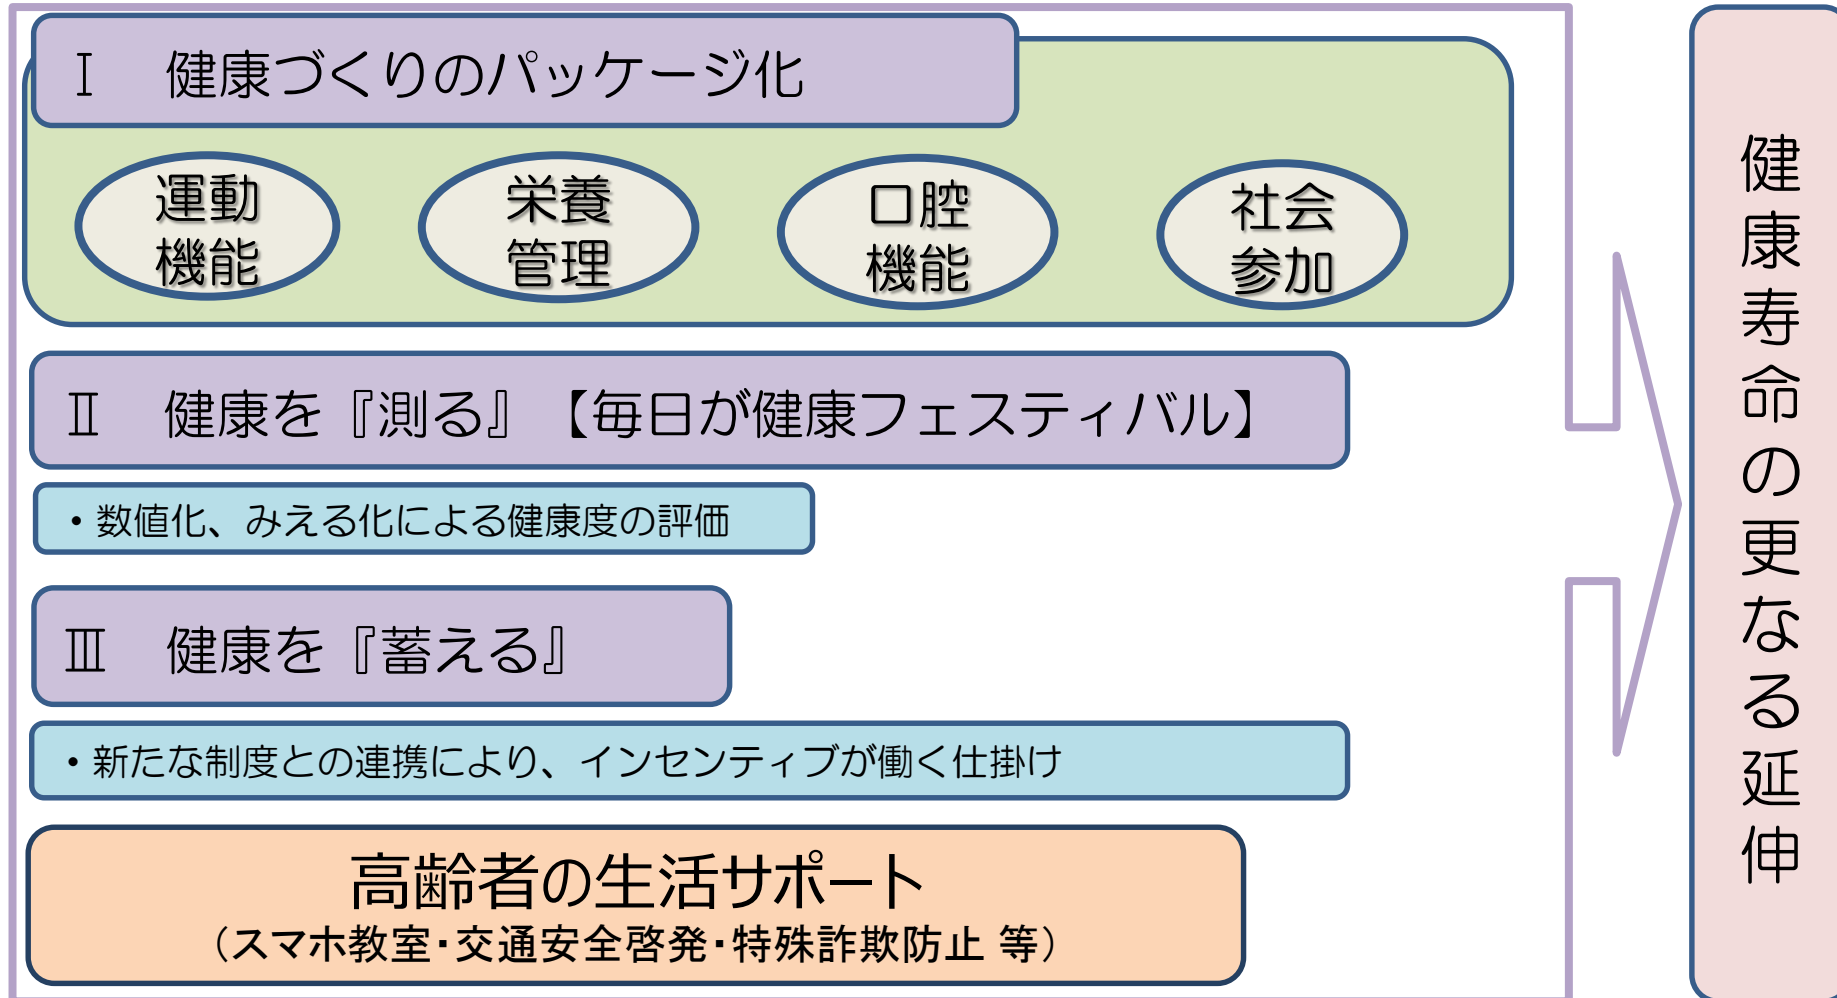 Ⅰ　健康づくりのパッケージ化
運動
機能
栄養
管理
口腔
機能
社会
参加
Ⅱ　健康を『測る』【毎日が健康フェスティバル】
・数値化、みえる化による健康度の評価
Ⅲ　健康を『蓄える』
・新たな制度との連携により、インセンティブが働く仕掛け
高齢者の生活サポート
（スマホ教室・交通安全啓発・特殊詐欺防止 等）
健康寿命の更なる延伸